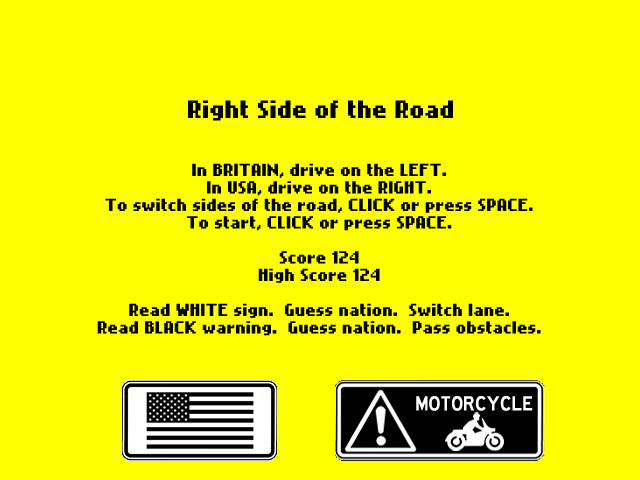 Right Side of the Road
In BRITAIN, drive on the LEFT.
In USA, drive on the RIGHT.
To switch sides of the road, CLICK or press SPACE.
To start, CLICK or press SPACE.
Score 124
High Score 124
Read WHITE sign.  Guess nation.  Switch lane.
Read BLACK warning.  Guess nation.  Pass obstacles.
MOTORCYCLE